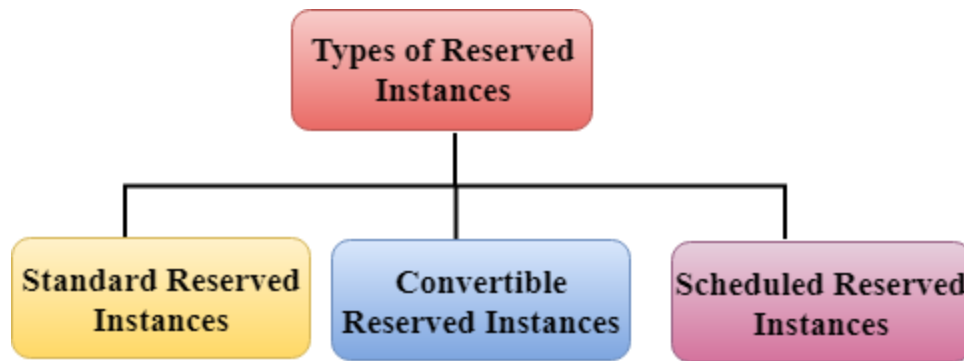 Types of Reserved
Instances
Standard Reserved
Instances
Convertible
Reserved Instances
Scheduled Reserved
Instances